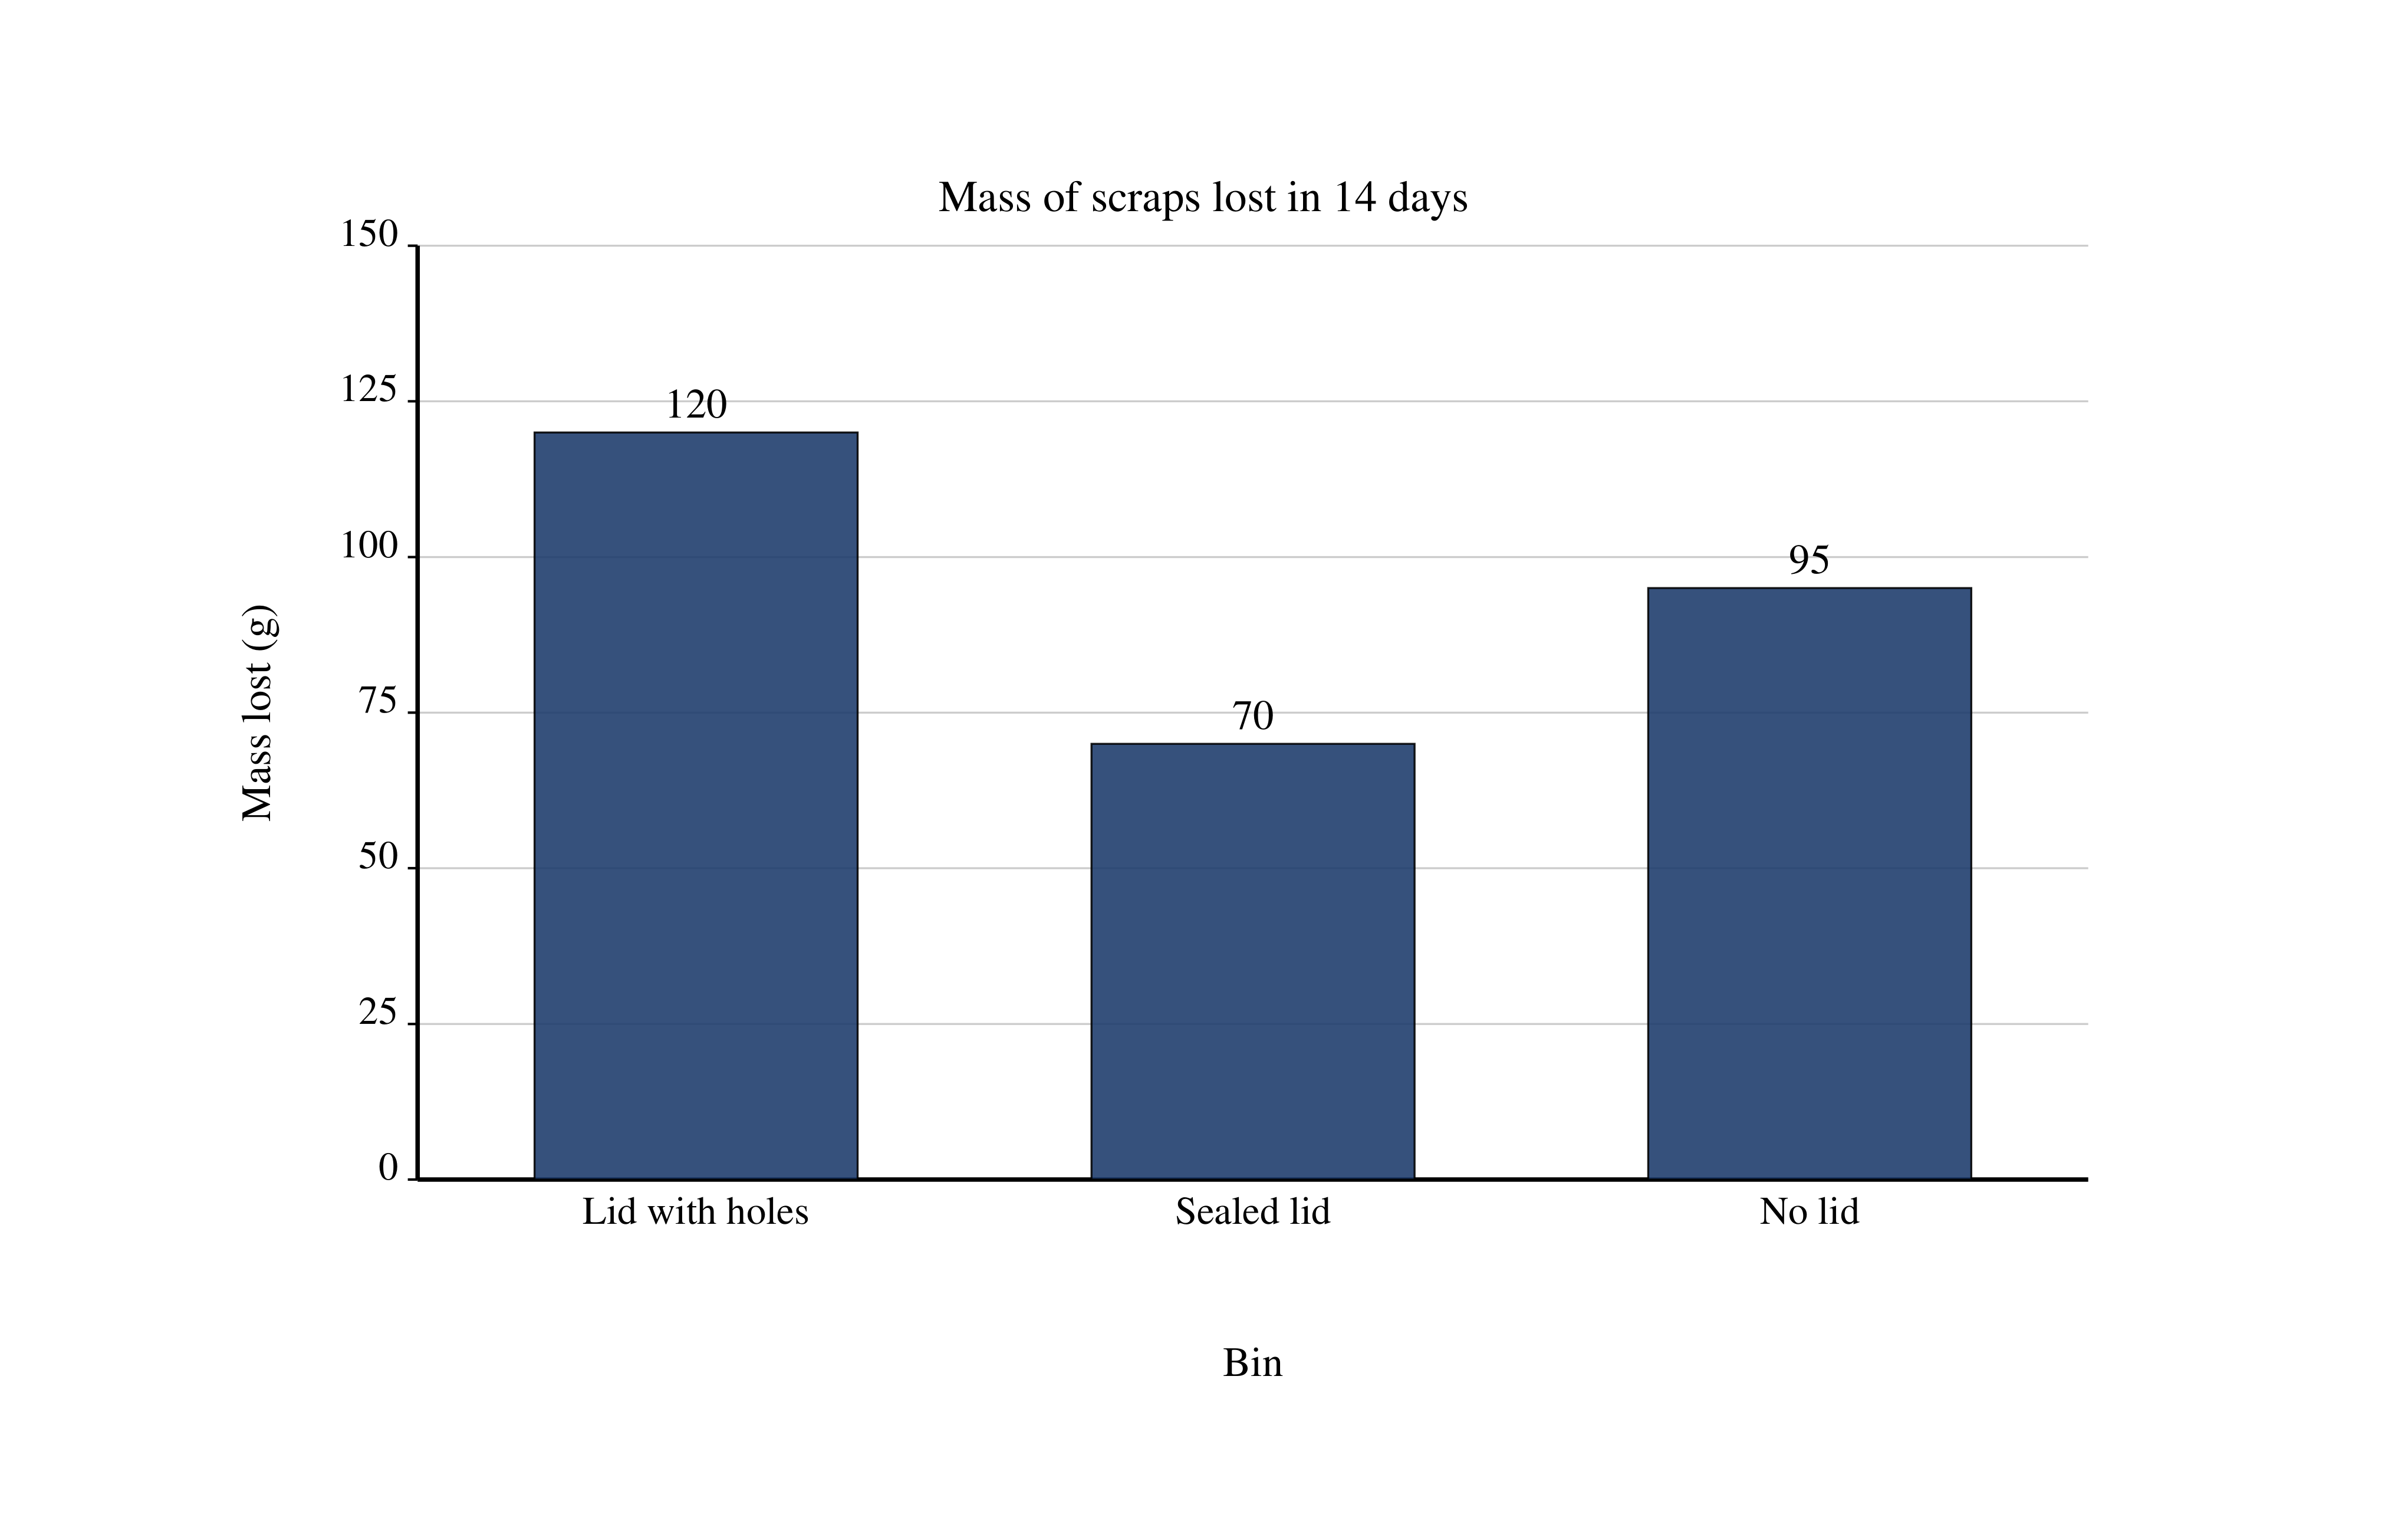 Mass of scraps lost in 14 days
150
125
100
75
50
25
0
Mass lost (g)
120
70
95
Lid with holes
Sealed lid
No lid
Bin